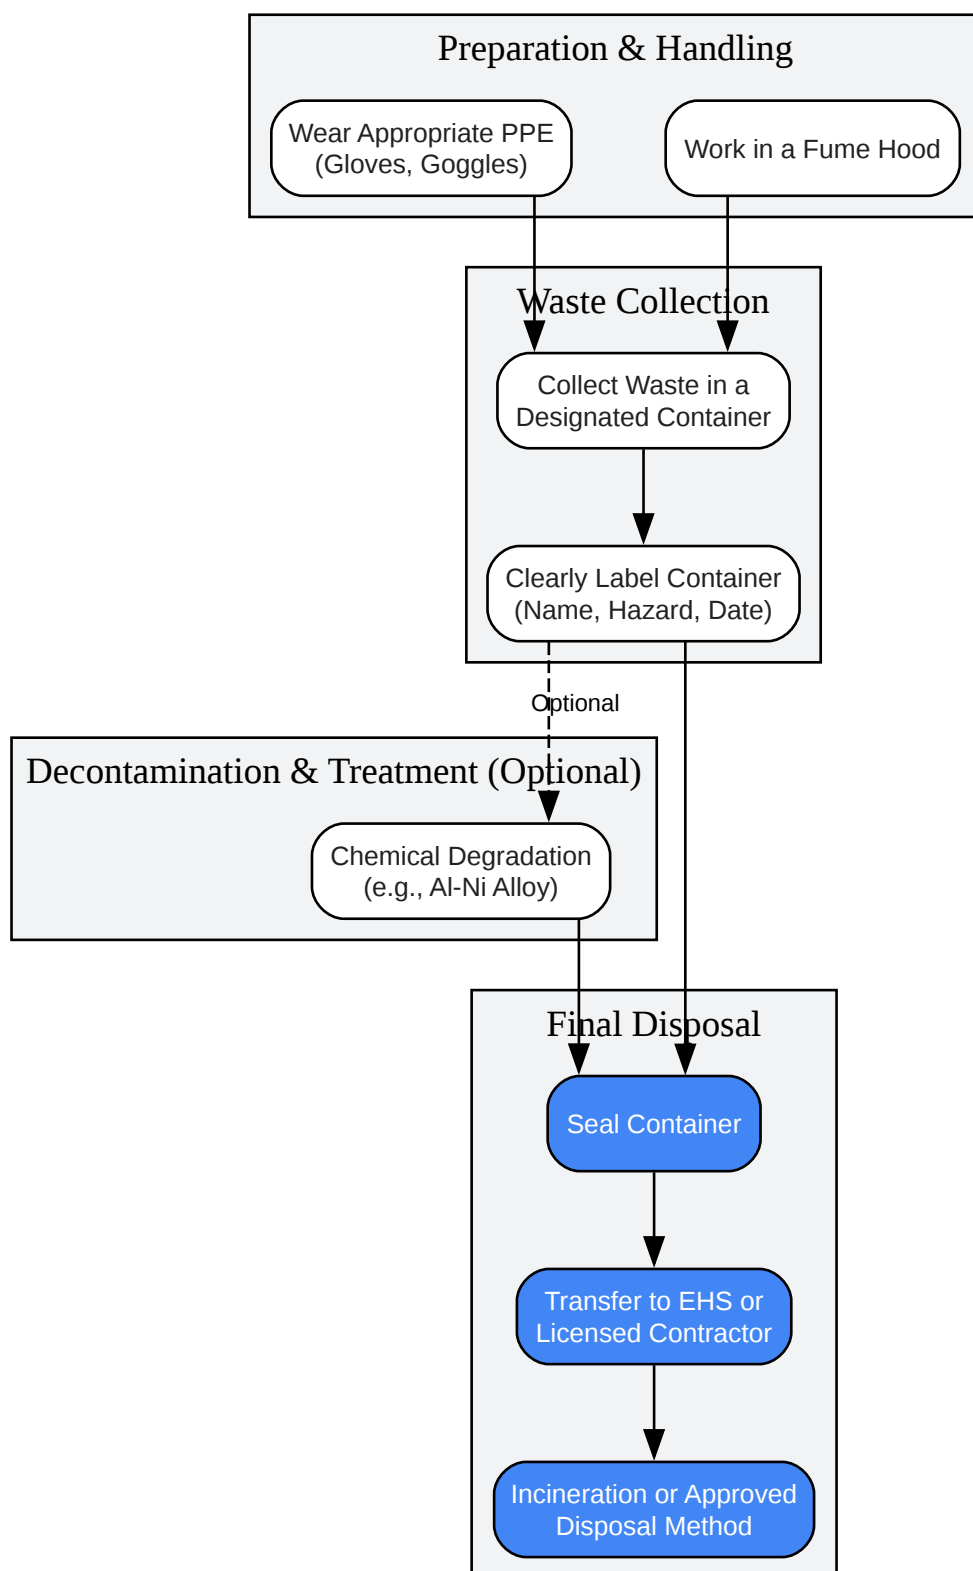 Preparation & Handling
Wear Appropriate PPE
(Gloves, Goggles)
Work in a Fume Hood
Waste Collection
Collect Waste in a
Designated Container
Clearly Label Container
(Name, Hazard, Date)
Optional
Decontamination & Treatment (Optional)
Chemical Degradation
(e.g., Al-Ni Alloy)
Final Disposal
Seal Container
Transfer to EHS or
Licensed Contractor
Incineration or Approved
Disposal Method